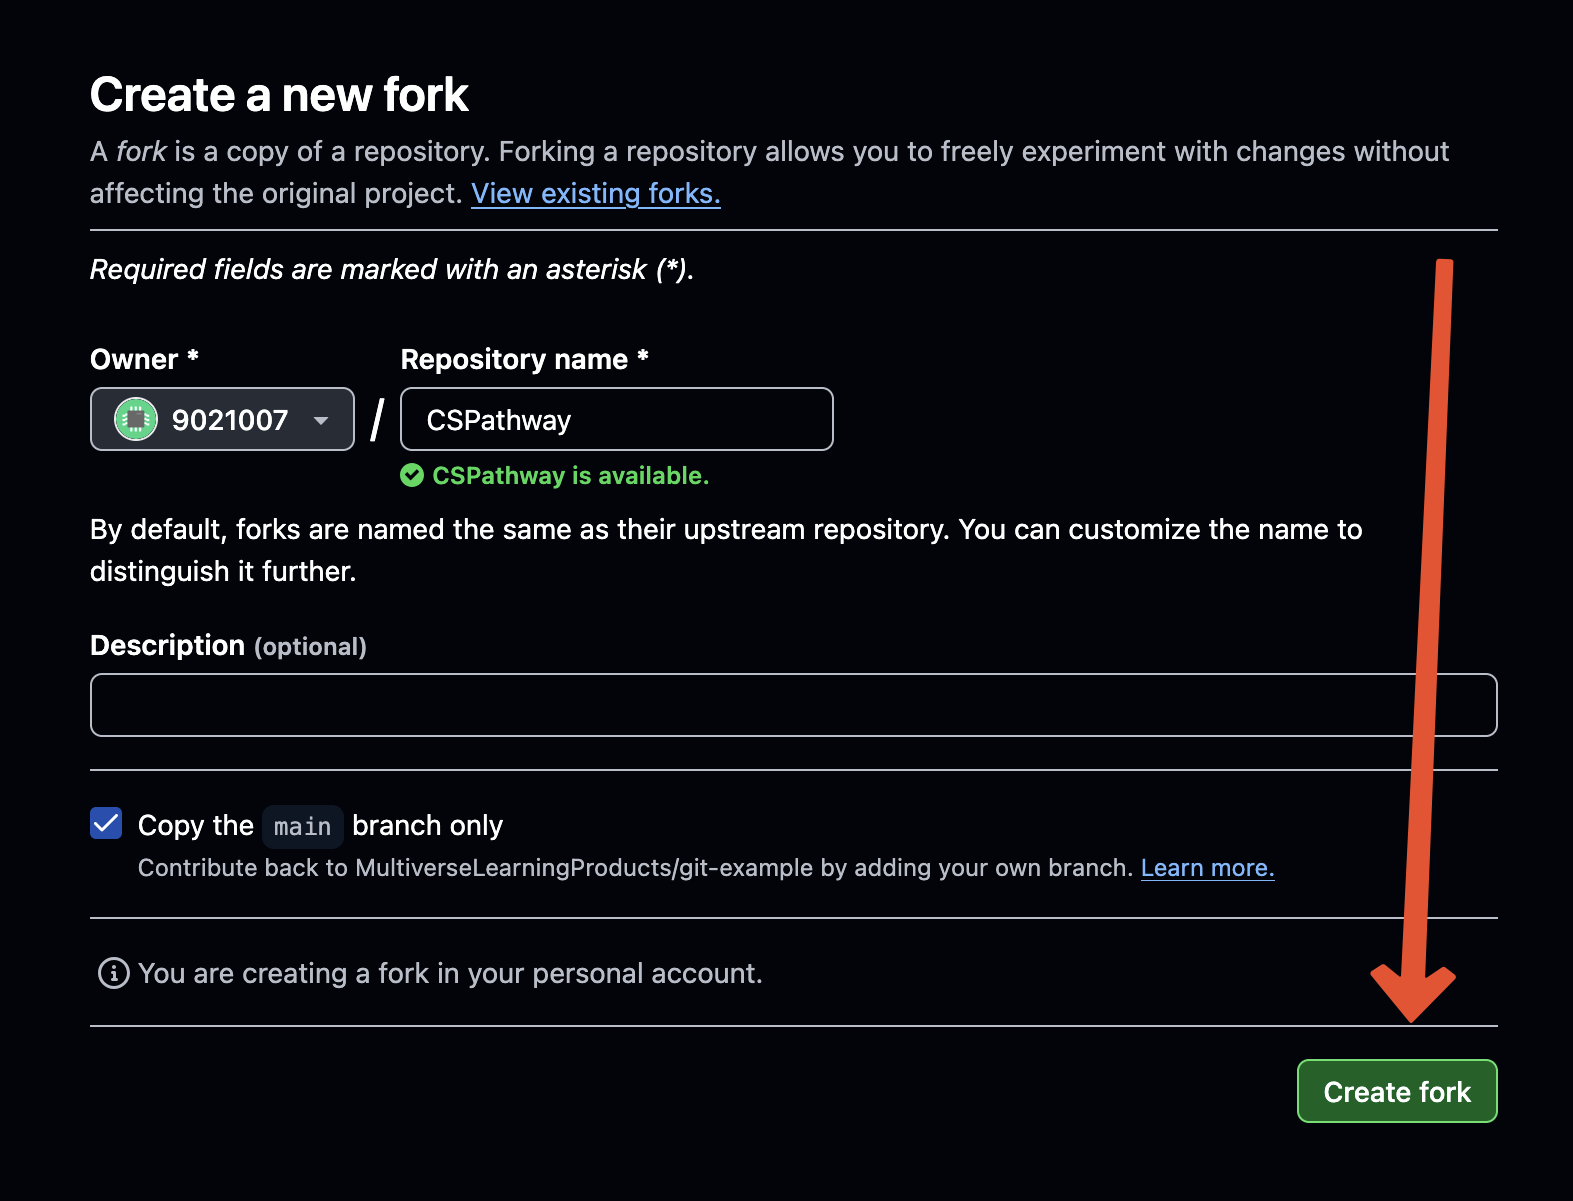 Create a new fork
A fork is a copy of a repository. Forking a repository allows you to freely experiment with changes without
affecting the original project. View existing forks.
Required fields are marked with an asterisk (*).
Owner * Repository name *
9021007 / CSPathway
CSPathway is available.
By default, forks are named the same as their upstream repository. You can customize the name to
distinguish it further.
Description (optional)
Copy the main branch only
Contribute back to MultiverseLearningProducts/git-example by adding your own branch. Learn more.
You are creating a fork in your personal account.
Create fork